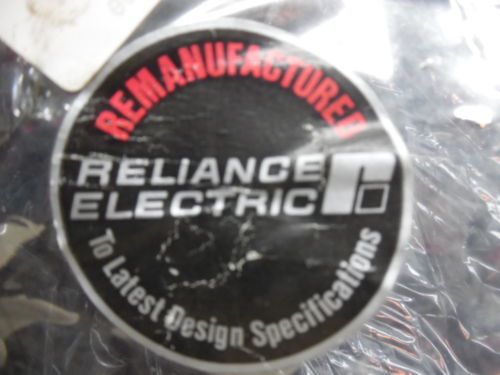 REMANUFACTURED
RELIANCE
ELECTRIC
To Latest Design Specifications